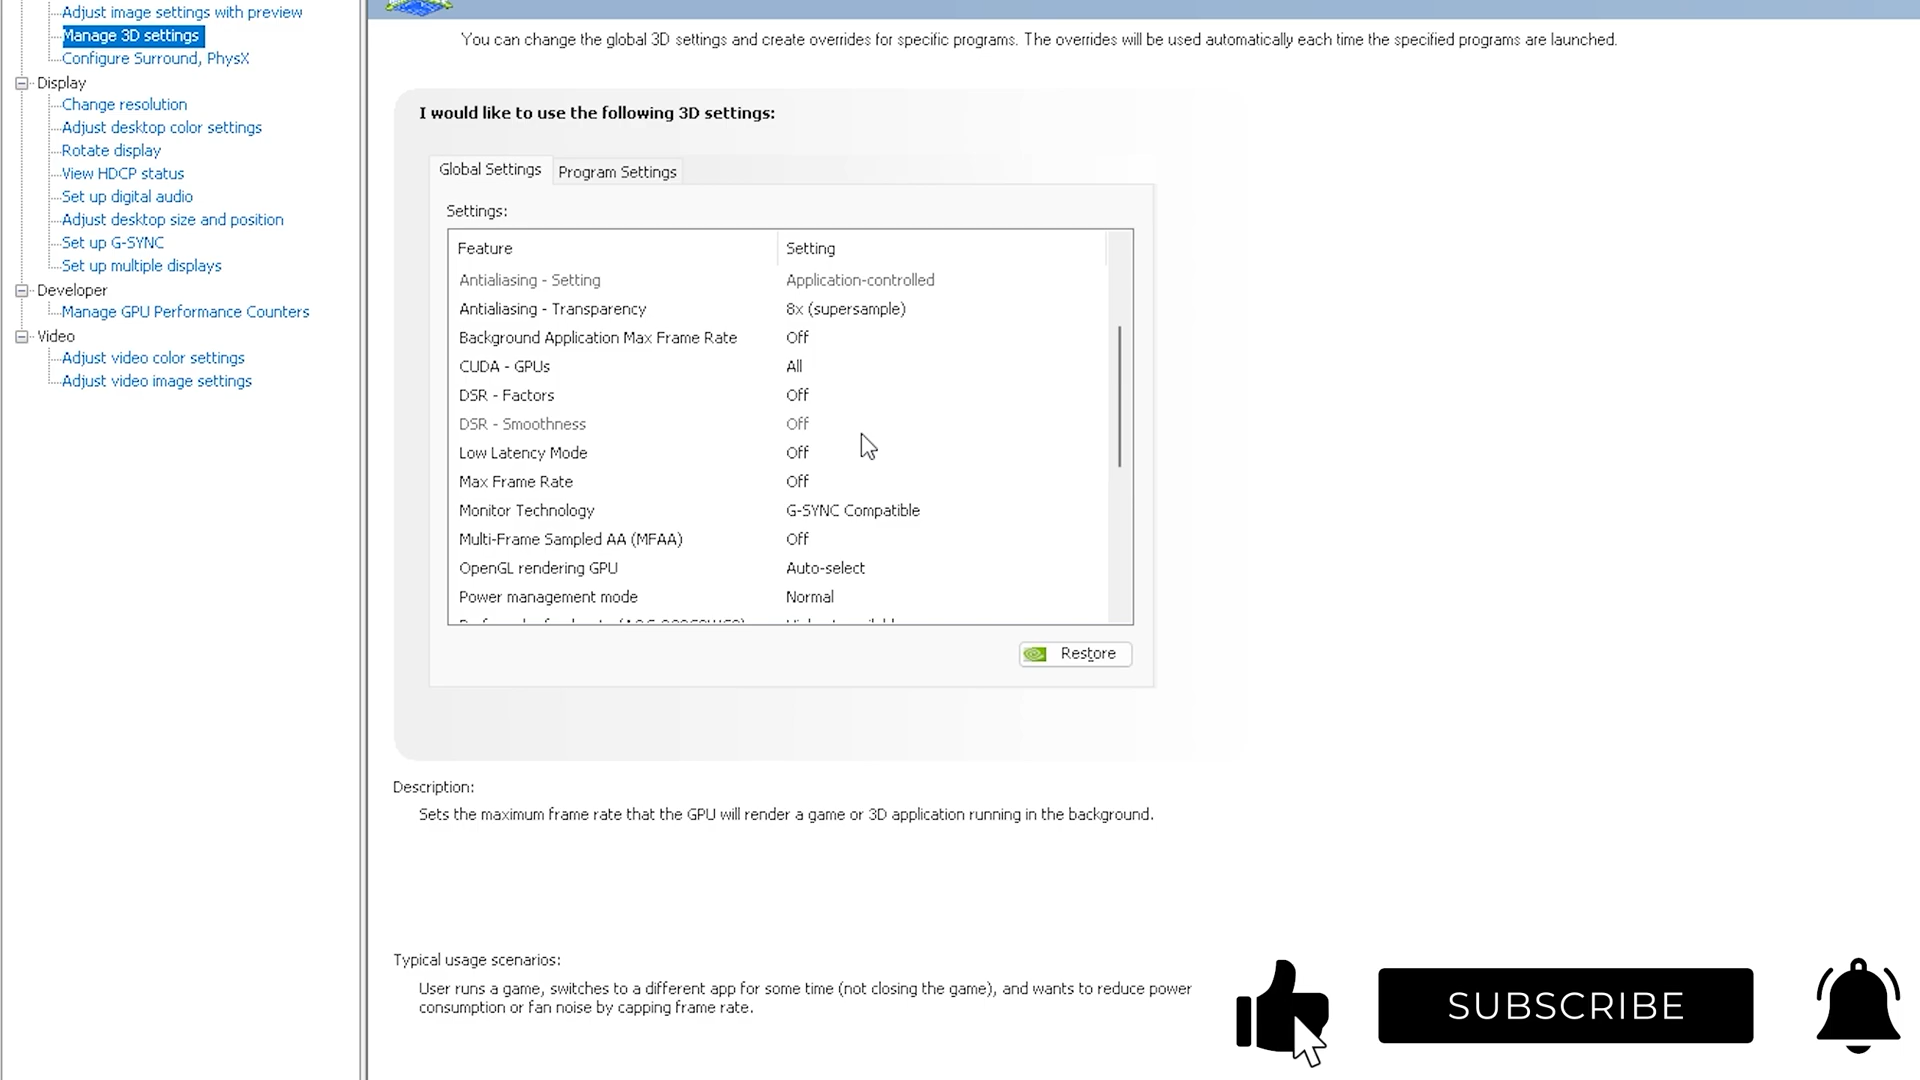 Adjust image settings with preview
Manage 3D settings
Configure Surround, PhysX
Display
Change resolution
Adjust desktop color settings
Rotate display
View HDCP status
Set up digital audio
Adjust desktop size and position
Set up G-SYNC
Set up multiple displays
Developer
Manage GPU Performance Counters
Video
Adjust video color settings
Adjust video image settings
You can change the global 3D settings and create overrides for specific programs. The overrides will be used automatically each time the specified programs are launched.
I would like to use the following 3D settings:
Global Settings Program Settings
Settings:
Feature Setting
Antialiasing - Setting Application-controlled
Antialiasing - Transparency 8x (supersample)
Background Application Max Frame Rate Off
CUDA - GPUs All
DSR - Factors Off
DSR - Smoothness Off
Low Latency Mode Off
Max Frame Rate Off
Monitor Technology G-SYNC Compatible
Multi-Frame Sampled AA (MFAA) Off
OpenGL rendering GPU Auto-select
Power management mode Normal
Restore
Description:
Sets the maximum frame rate that the GPU will render a game or 3D application running in the background.
Typical usage scenarios:
User runs a game, switches to a different app for some time (not closing the game), and wants to reduce power
consumption or fan noise by capping frame rate.
SUBSCRIBE